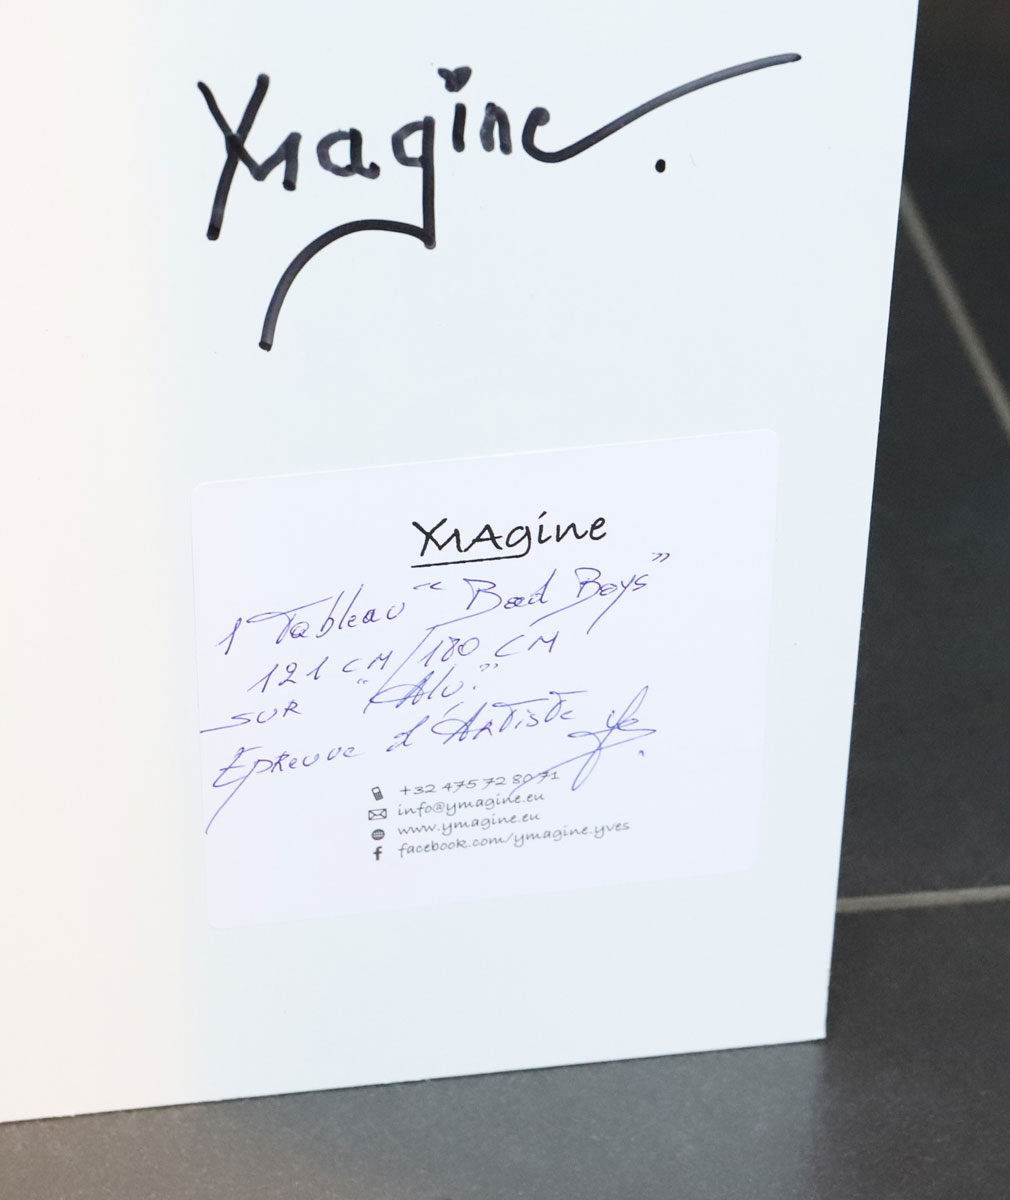 Ymagine.
YMAgine
1 Tableau "Bad Boys"
121 CM/180 CM
SUR "Alu."
Epreuve d'Artiste
+32 475 72 80 71
info@ymagine.eu
www.ymagine.eu
facebook.com/ymagine.yves